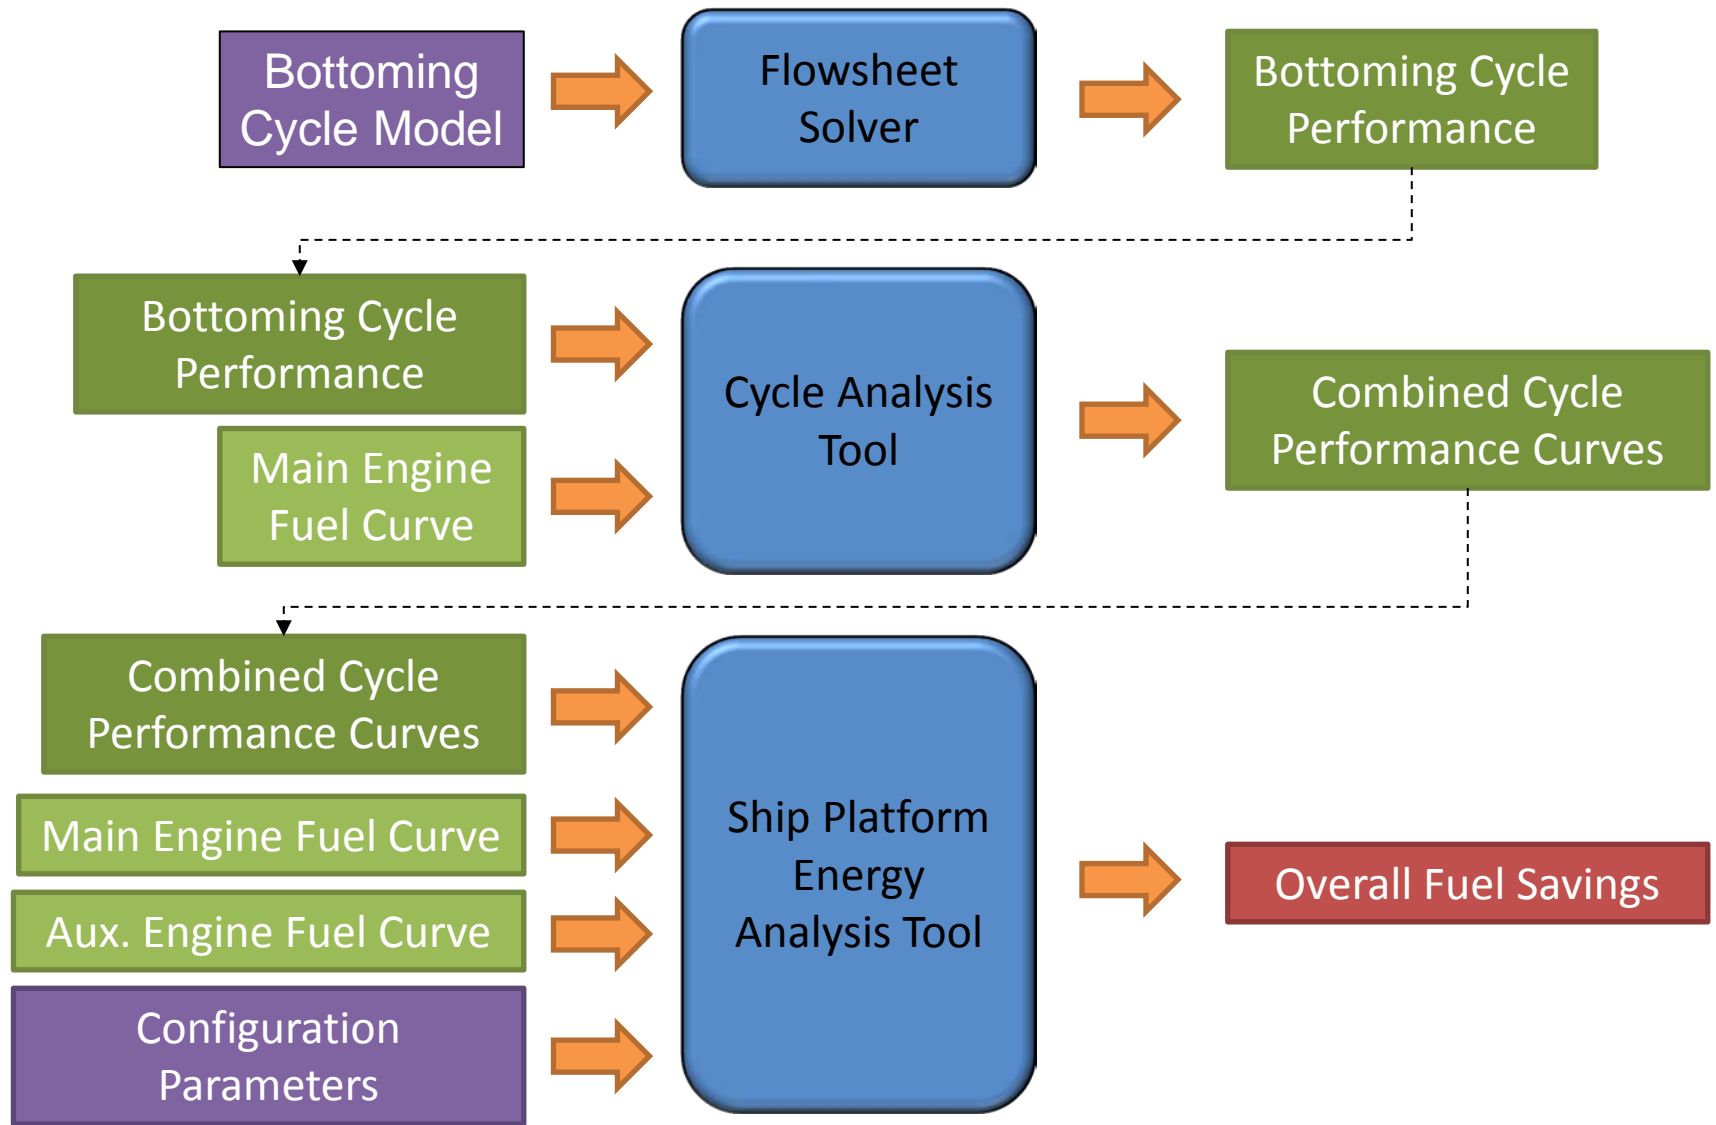 Bottoming
Cycle Model
Flowsheet
Solver
Bottoming Cycle
Performance
Bottoming Cycle
Performance
Main Engine
Fuel Curve
Cycle Analysis
Tool
Combined Cycle
Performance Curves
Combined Cycle
Performance Curves
Main Engine Fuel Curve
Aux. Engine Fuel Curve
Configuration
Parameters
Ship Platform
Energy
Analysis Tool
Overall Fuel Savings